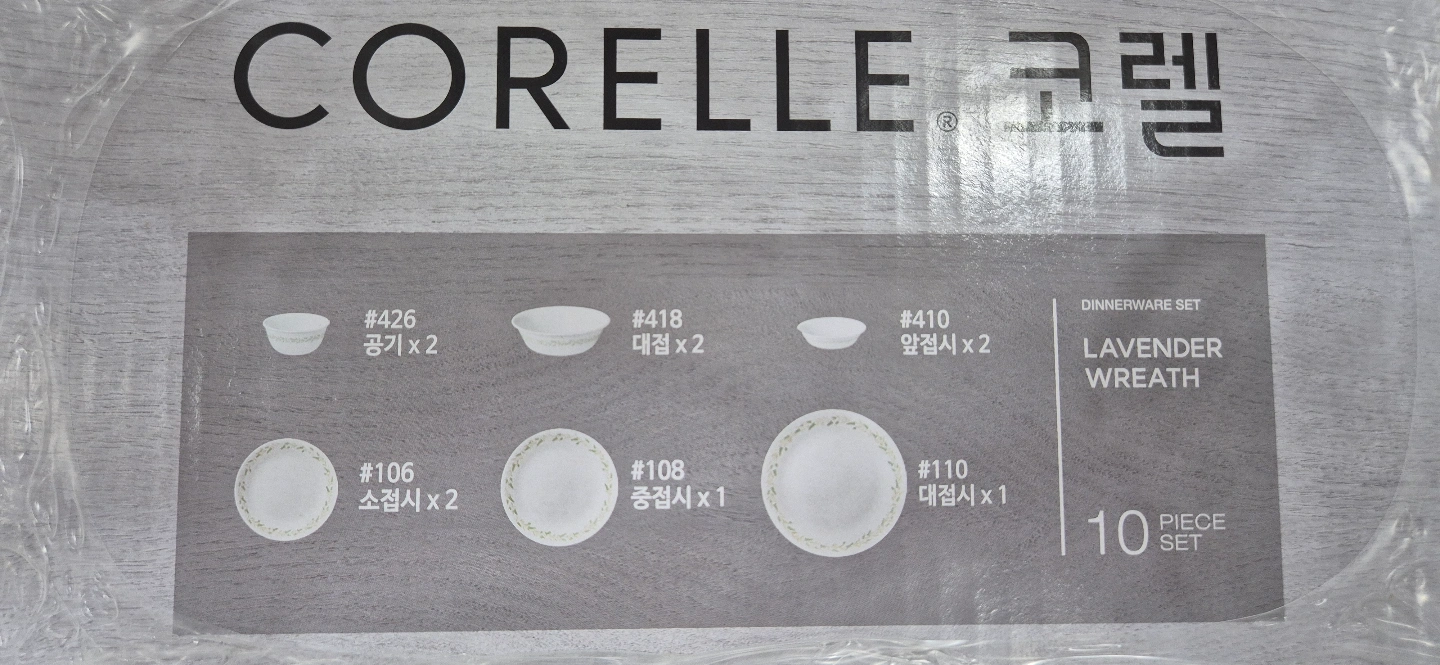 CORELLE® 코렐
#426
공기 x 2
#418
대접 x 2
#410
앞접시 x 2
#106
소접시 x 2
#108
중접시 x 1
#110
대접시 x 1
DINNERWARE SET
LAVENDER
WREATH
10 PIECE
SET